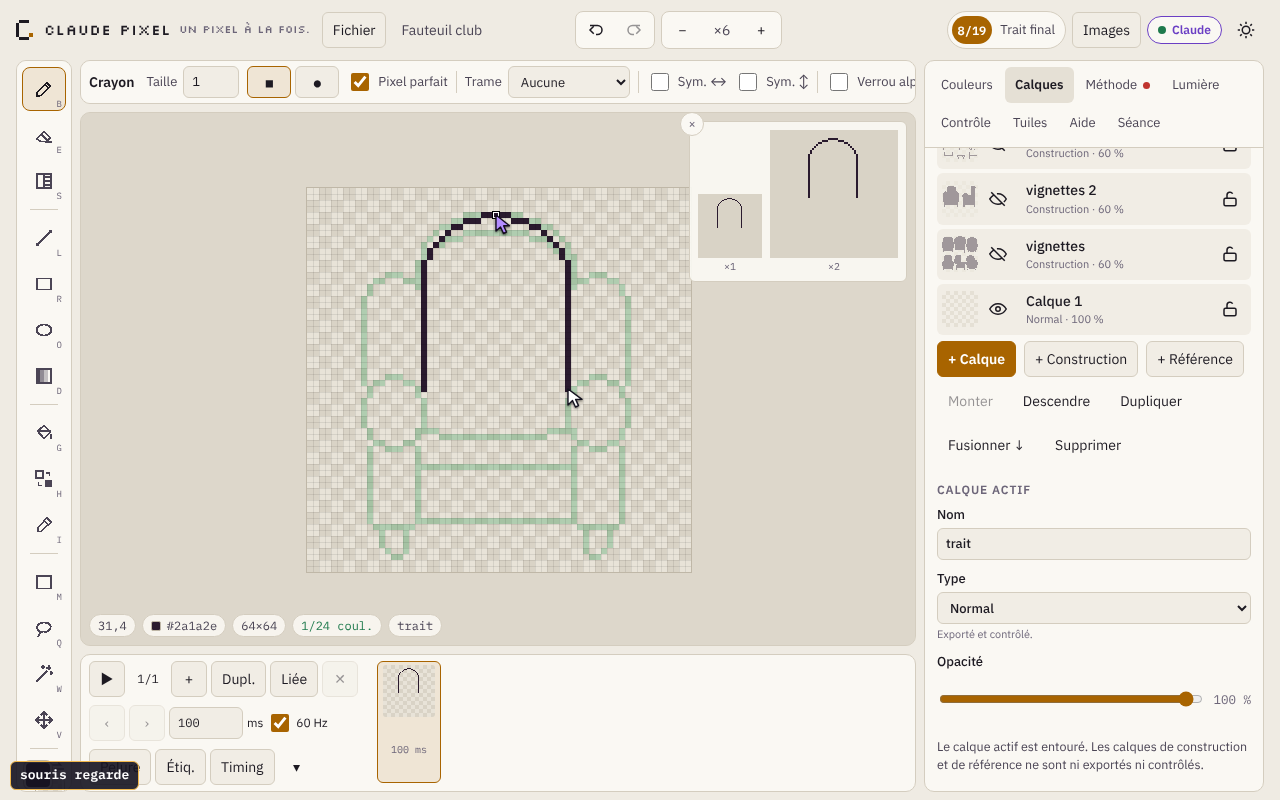 CLAUDE PIXEL UN PIXEL À LA FOIS. Fichier Fauteuil club
− ×6 +
8/19 Trait final Images Claude
Crayon Taille 1 Pixel parfait Trame Aucune Sym. ↔ Sym. ↕ Verrou alp
B
E
S
L
R
O
D
G
H
I
M
Q
W
V
×
×1 ×2
31,4 #2a1a2e 64×64 1/24 coul. trait
1/1 + Dupl. Liée ×
‹ › 100 ms 60 Hz
Étiq. Timing ▼
100 ms
souris regarde
Couleurs Calques Méthode Lumière
Contrôle Tuiles Aide Séance
Construction · 60 %
vignettes 2
Construction · 60 %
vignettes
Construction · 60 %
Calque 1
Normal · 100 %
+ Calque + Construction + Référence
Monter Descendre Dupliquer
Fusionner ↓ Supprimer
CALQUE ACTIF
Nom
trait
Type
Normal
Exporté et contrôlé.
Opacité
100 %
Le calque actif est entouré. Les calques de construction
et de référence ne sont ni exportés ni contrôlés.